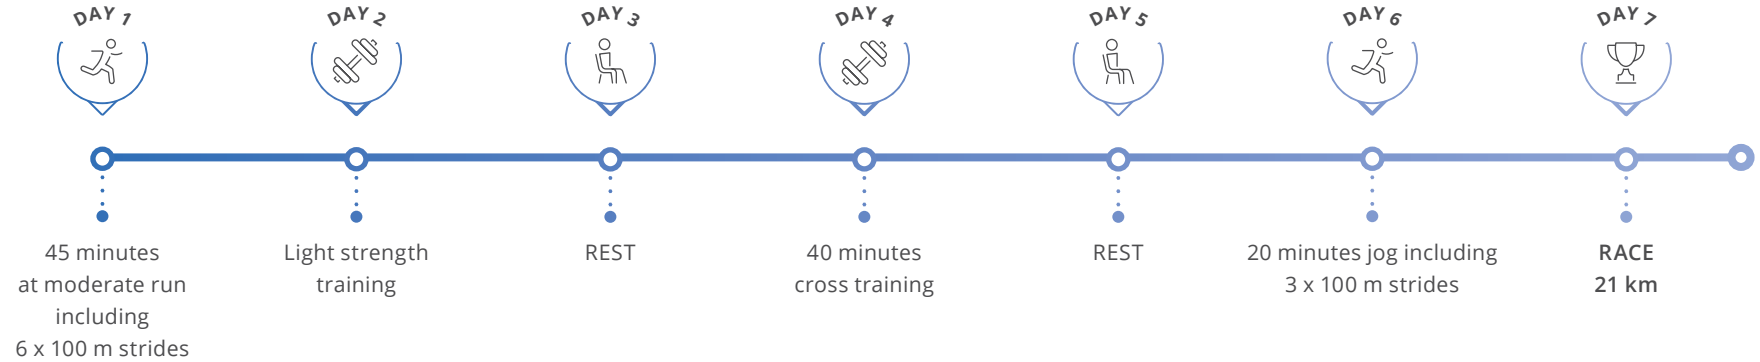 DAY 1
DAY 2
DAY 3
DAY 4
DAY 5
DAY 6
DAY 7
45 minutes
at moderate run
including
6 x 100 m strides
Light strength
training
REST
40 minutes
cross training
REST
20 minutes jog including
3 x 100 m strides
RACE
21 km